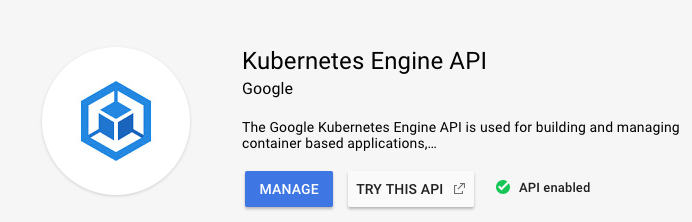 Kubernetes Engine API
Google
The Google Kubernetes Engine API is used for building and managing
container based applications,...
MANAGE
TRY THIS API
API enabled